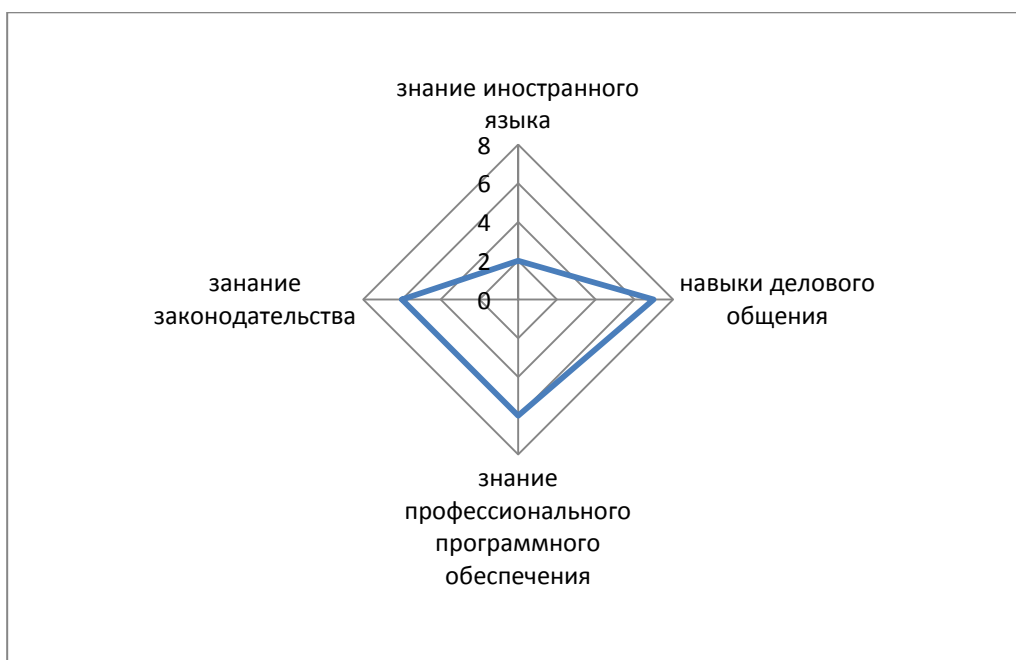 знание иностранного
языка
8
6
4
2
0
навыки делового
общения
занание
законодательства
знание
профессионального
программного
обеспечения